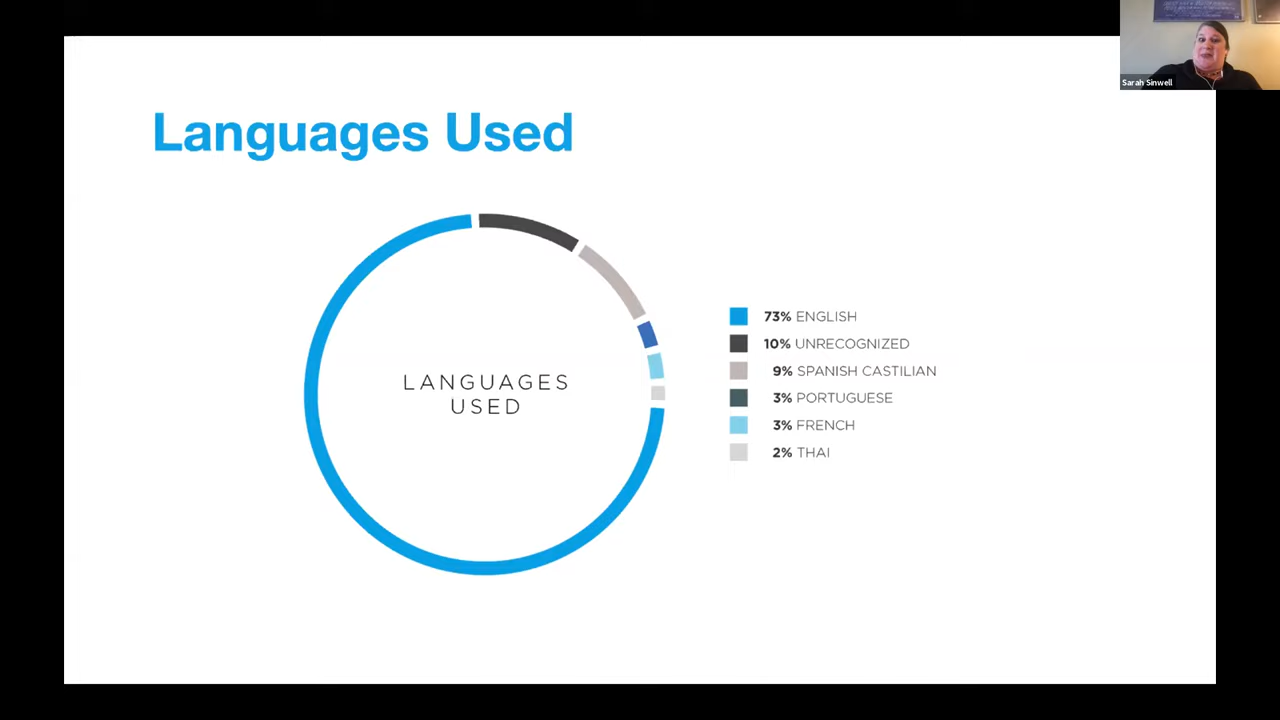 Sarah Sinwell
Languages Used
LANGUAGES
USED
73% ENGLISH
10% UNRECOGNIZED
9% SPANISH CASTILIAN
3% PORTUGUESE
3% FRENCH
2% THAI